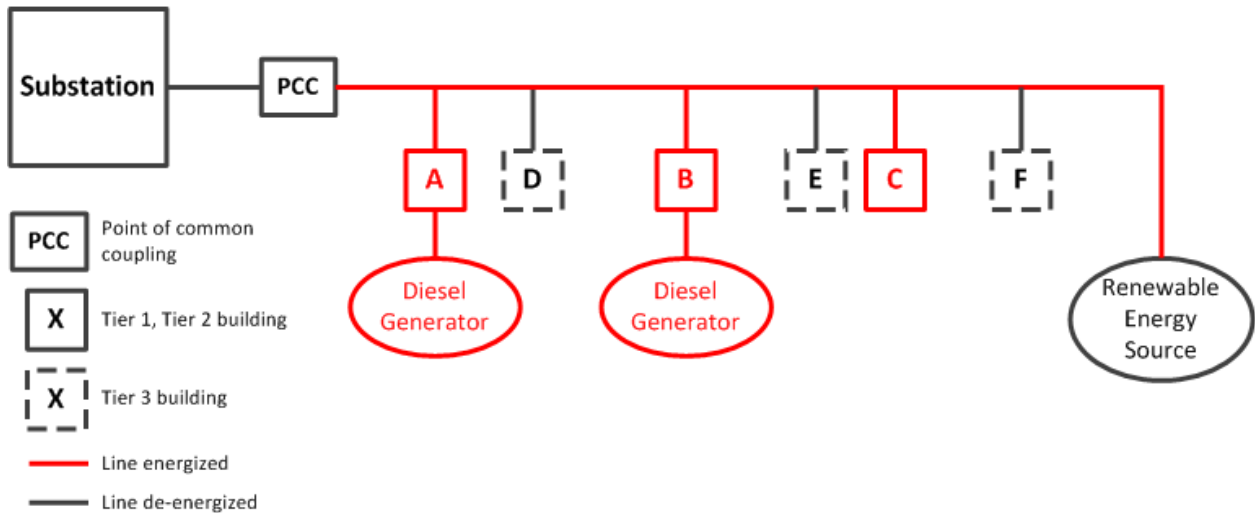 Substation
PCC
A
D
B
E
C
F
Diesel
Generator
Diesel
Generator
Renewable
Energy
Source
PCC
Point of common
coupling
X
Tier 1, Tier 2 building
X
Tier 3 building
Line energized
Line de-energized